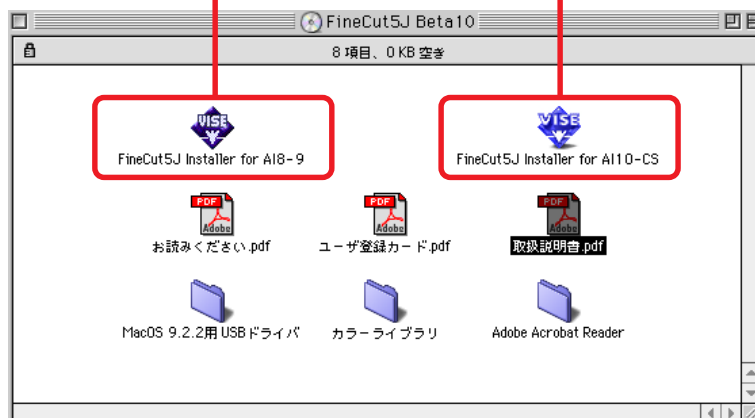 FineCut5J Beta10
8 項目、0 KB 空き
VISE
VISE
FineCut5J Installer for AI8-9
FineCut5J Installer for AI10-CS
PDF
Adobe
PDF
Adobe
PDF
Adobe
お読みください.pdf
ユーザ登録カード.pdf
取扱説明書.pdf
MacOS 9.2.2用 USBドライバ
カラーライブラリ
Adobe Acrobat Reader